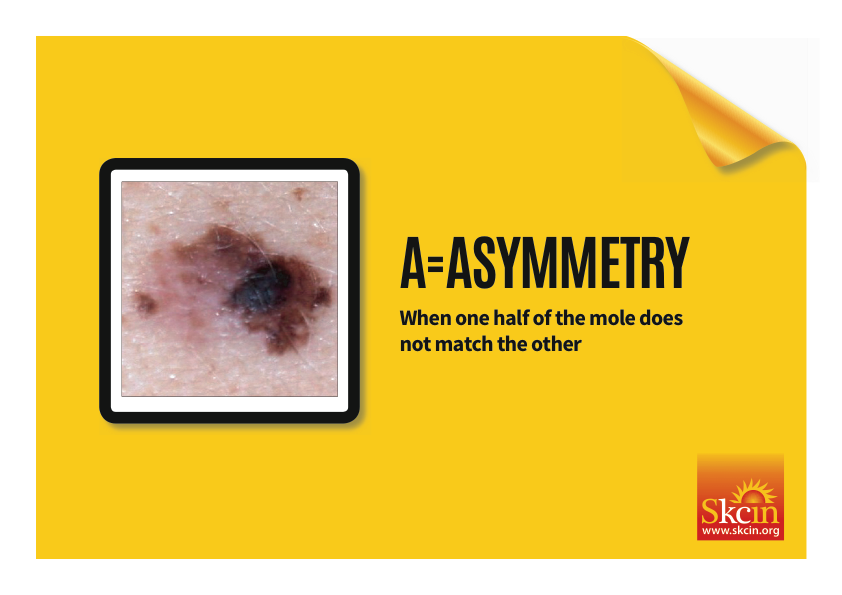 A=ASYMMETRY
When one half of the mole does
not match the other
Skcin
www.skcin.org